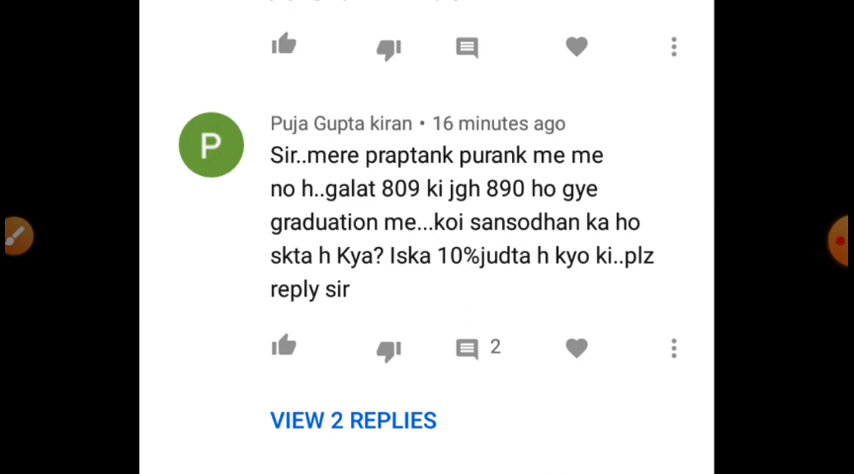 Puja Gupta kiran • 16 minutes ago
Sir..mere praptank purank me me
no h..galat 809 ki jgh 890 ho gye
graduation me...koi sansodhan ka ho
skta h Kya? Iska 10%judta h kyo ki..plz
reply sir
2
VIEW 2 REPLIES
P